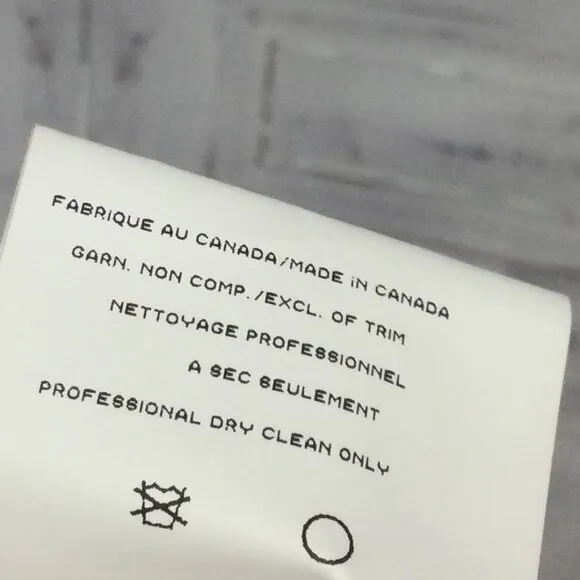 FABRIQUE AU CANADA/MADE IN CANADA
GARN. NON COMP./EXCL. OF TRIM
NETTOYAGE PROFESSIONNEL
A SEC SEULEMENT
PROFESSIONAL DRY CLEAN ONLY